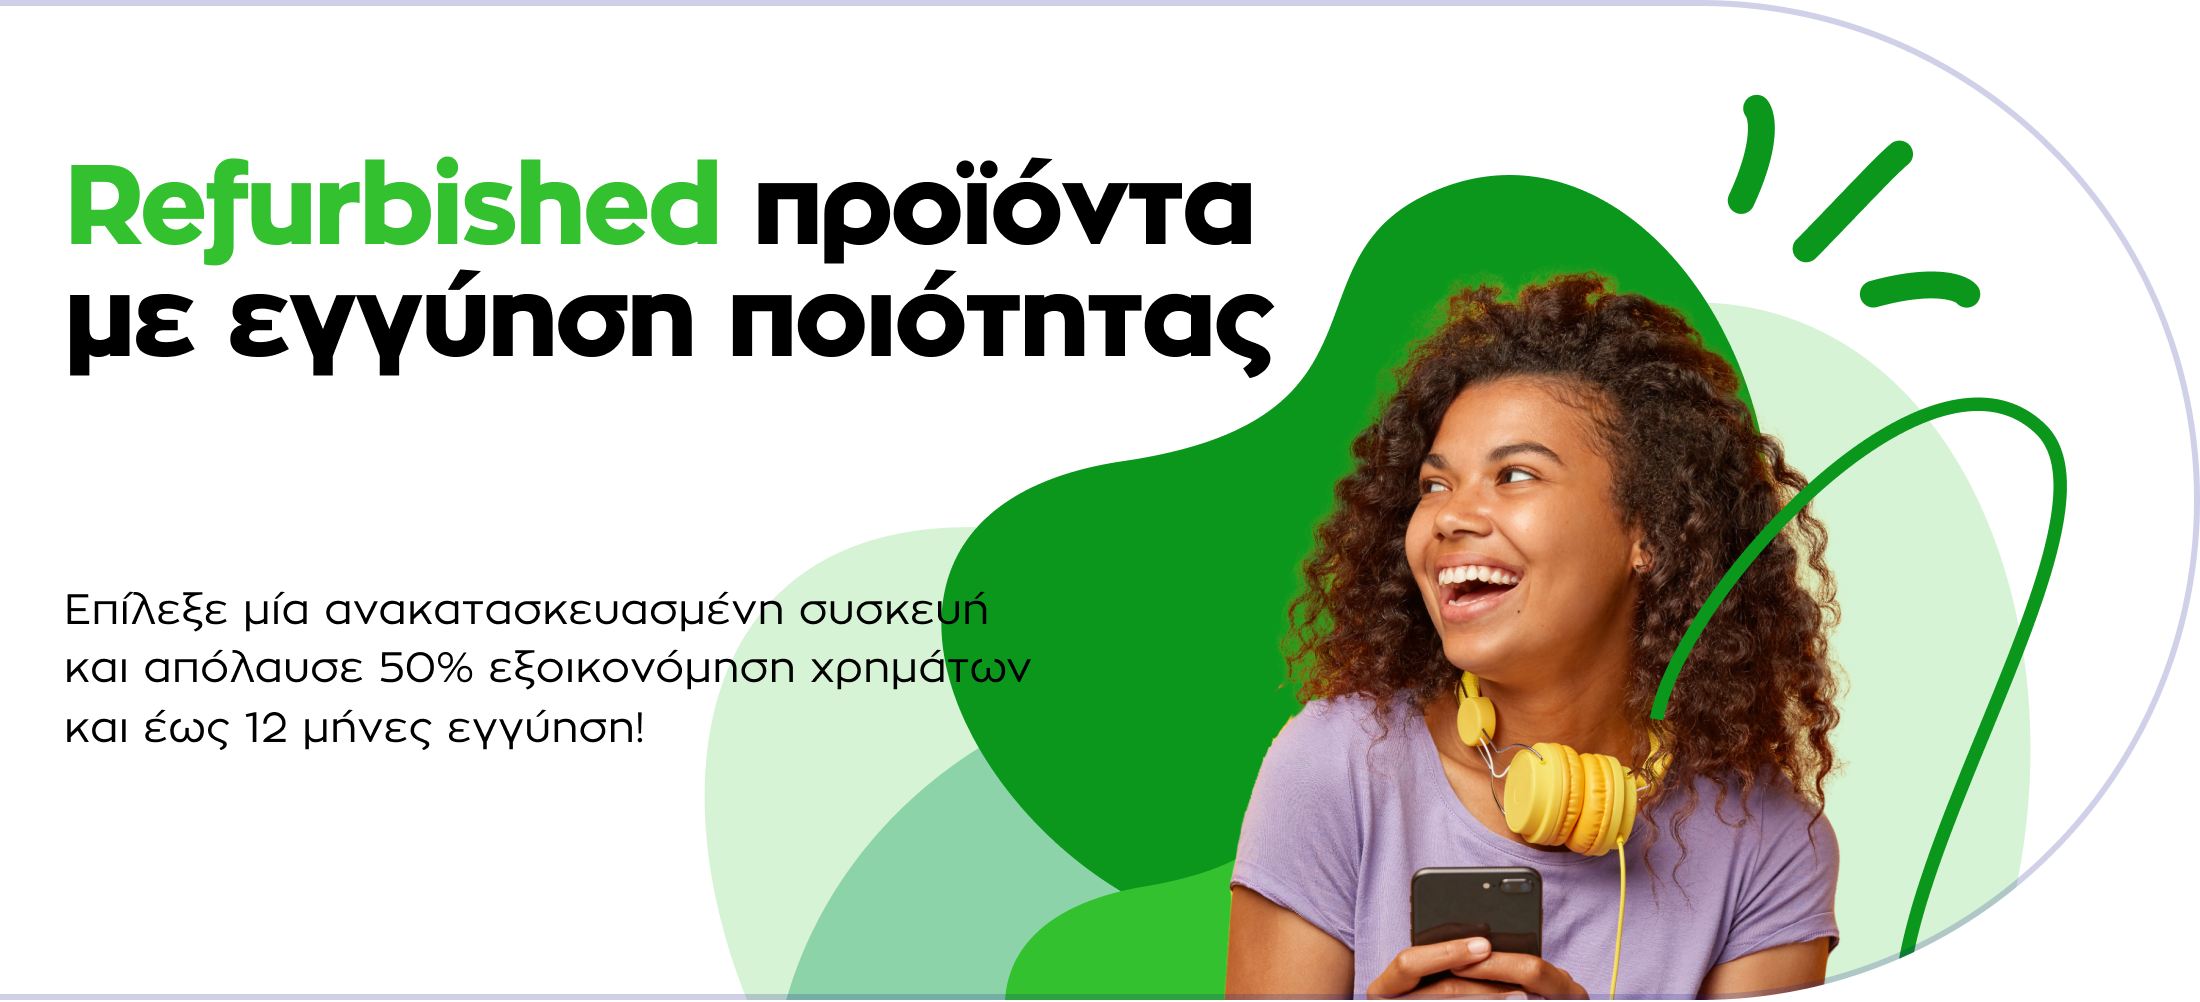 Refurbished προϊόντα
με εγγύηση ποιότητας
Επίλεξε μία ανακατασκευασμένη συσκευή
και απόλαυσε 50% εξοικονόμηση χρημάτων
και έως 12 μήνες εγγύηση!